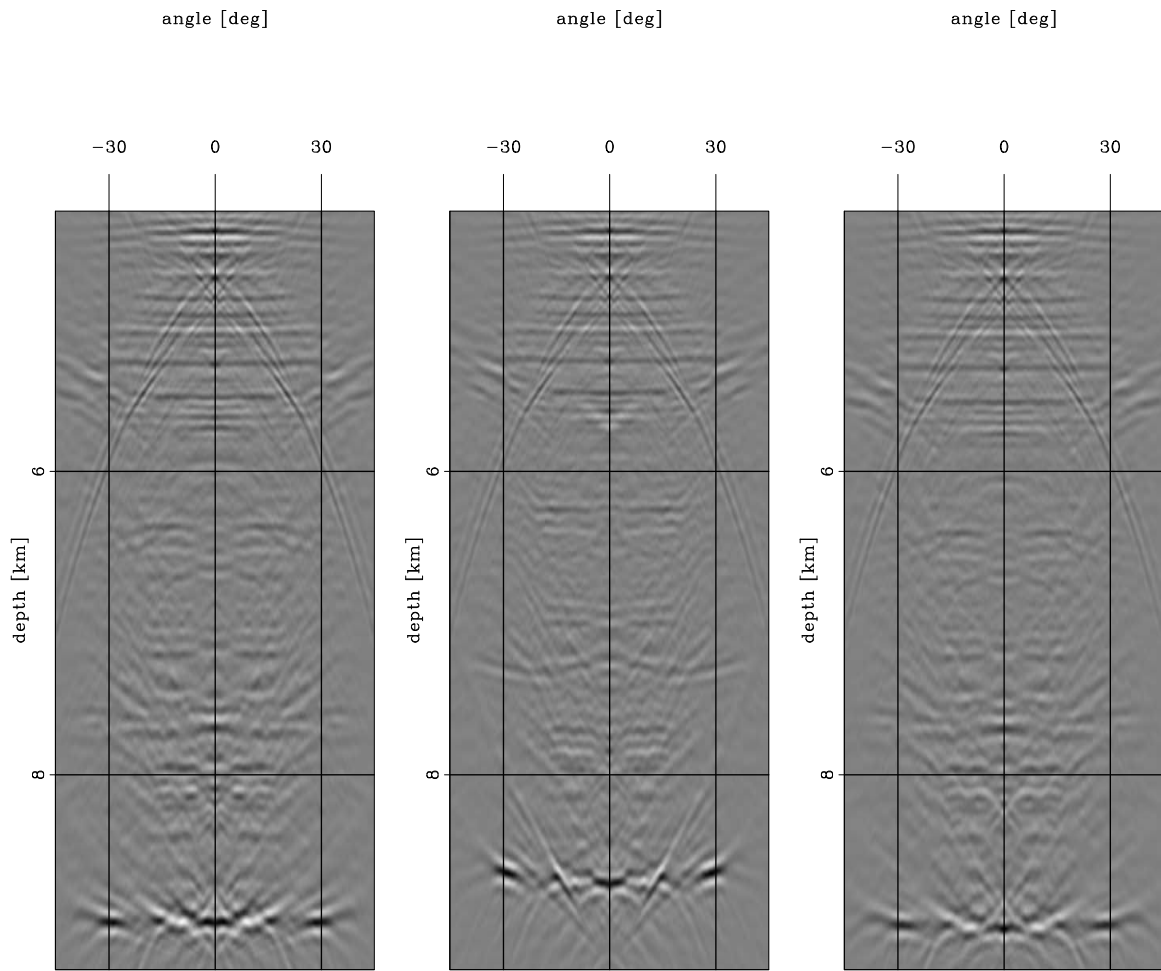 angle [deg] angle [deg] angle [deg]
−30 0 30 −30 0 30 −30 0 30
6 6 6
depth [km] depth [km] depth [km]
8 8 8